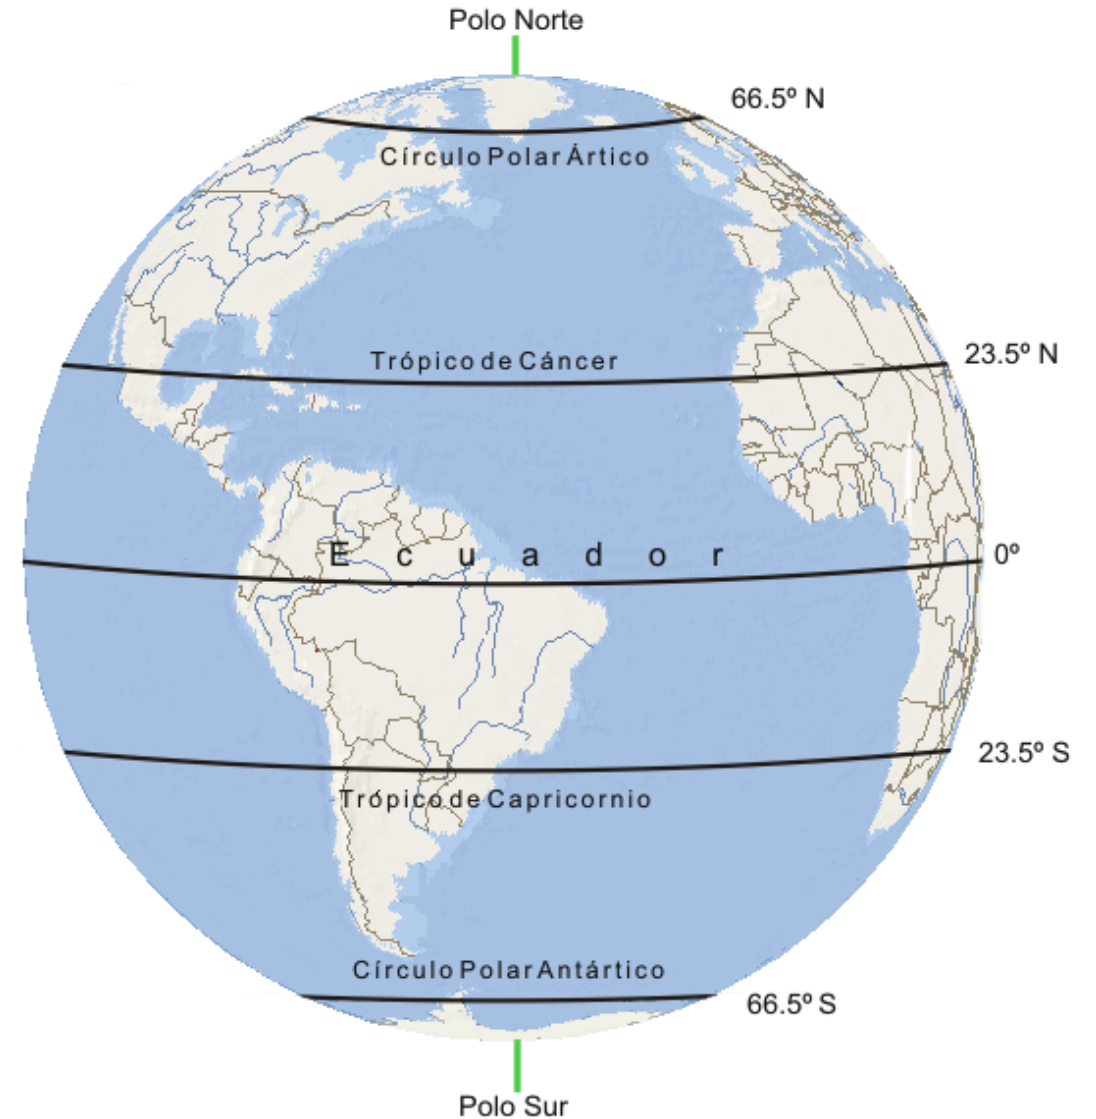 Polo Norte
66.5º N
Círculo Polar Ártico
Trópico de Cáncer
23.5º N
Ecuador
0º
23.5º S
Trópico de Capricornio
Círculo Polar Antártico
66.5º S
Polo Sur